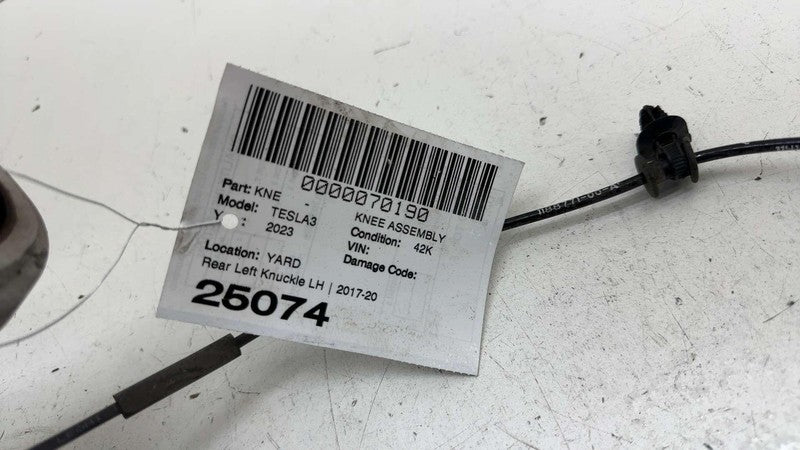 0000070190
Part: KNE - KNEE ASSEMBLY
Model: TESLA3 Condition: 42K
Y : 2023 VIN:
Damage Code:
Location: YARD
Rear Left Knuckle LH | 2017-20
25074